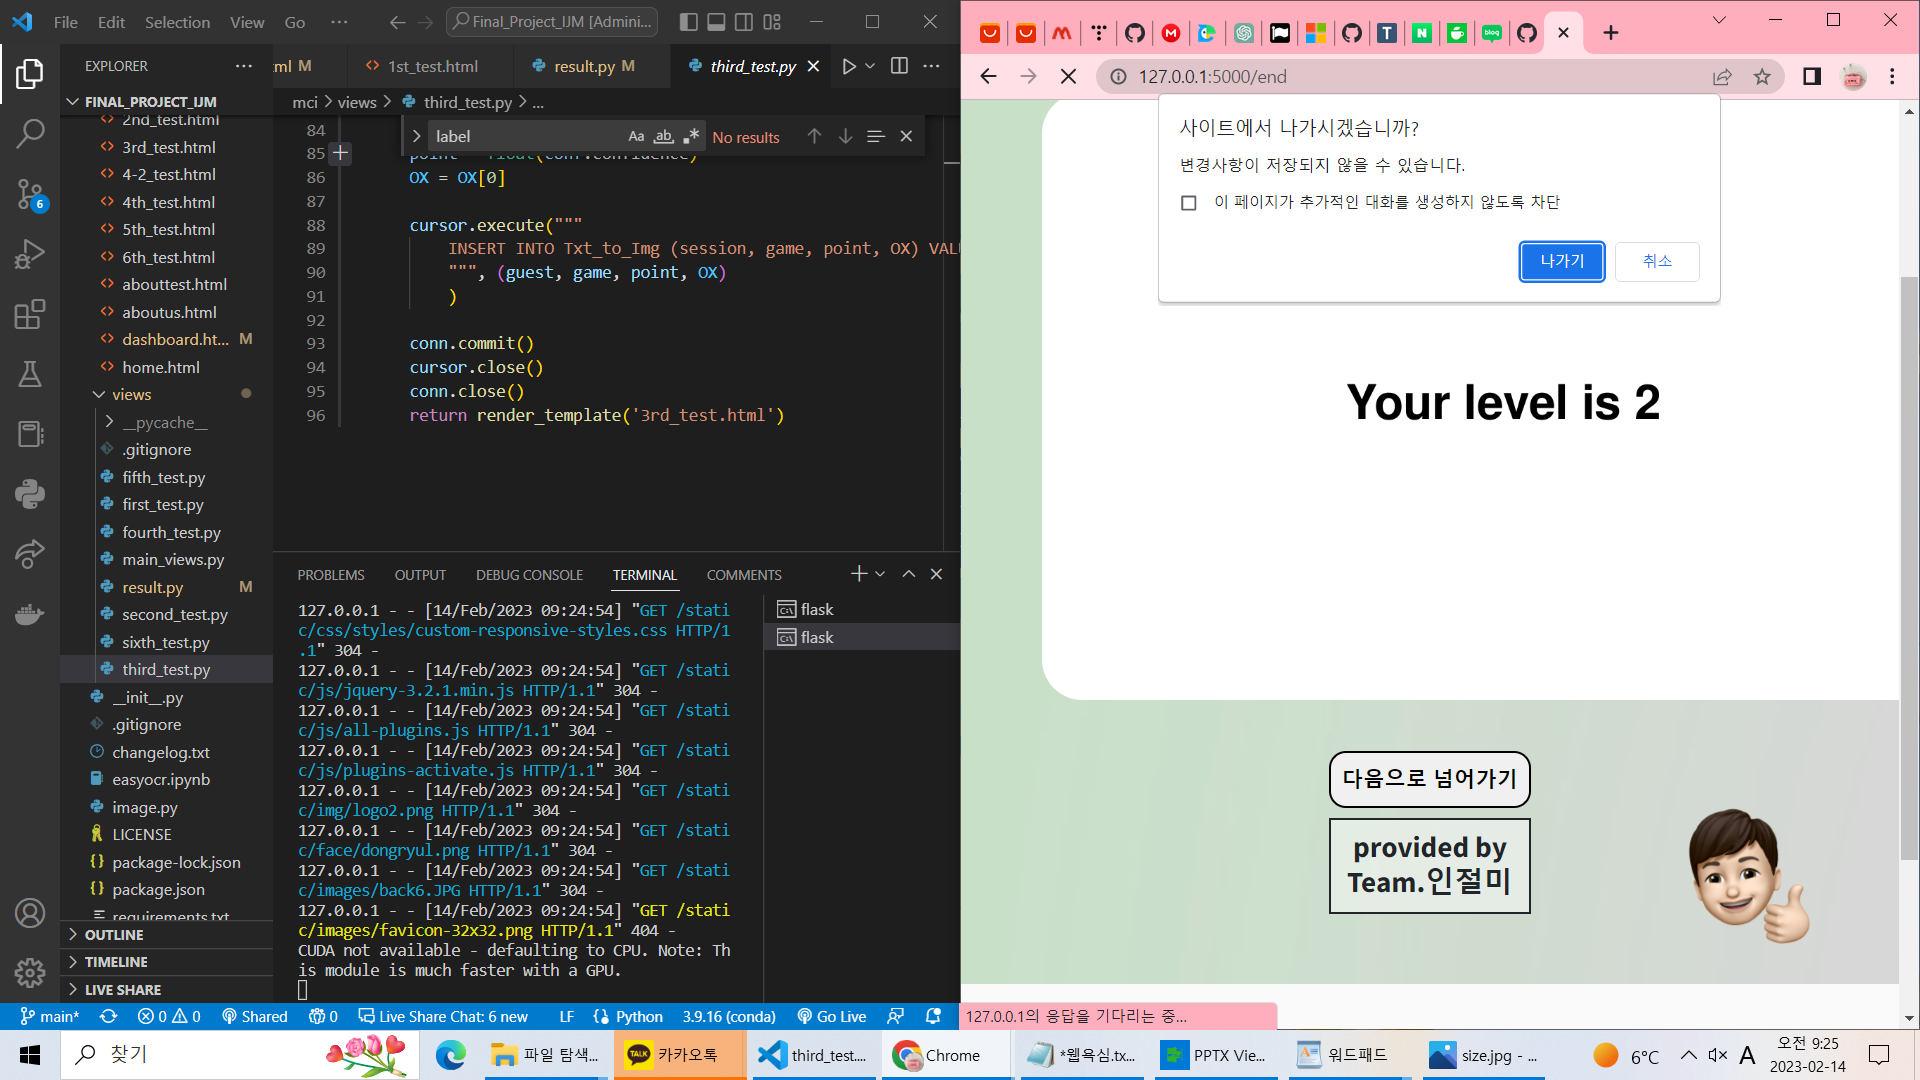 File Edit Selection View Go ···
Final_Project_IJM [Admini...
EXPLORER
FINAL_PROJECT_IJM
2nd_test.html
3rd_test.html
4-2_test.html
4th_test.html
5th_test.html
6th_test.html
abouttest.html
aboutus.html
dashboard.ht... M
home.html
views
__pycache__
.gitignore
fifth_test.py
first_test.py
fourth_test.py
main_views.py
result.py M
second_test.py
sixth_test.py
third_test.py
__init__.py
.gitignore
changelog.txt
easyocr.ipynb
image.py
LICENSE
package-lock.json
package.json
requirements.txt
OUTLINE
TIMELINE
LIVE SHARE
ml M
1st_test.html
result.py M
third_test.py
mci > views > third_test.py > ...
label
Aa ab
No results
84
85 point = float(conf.confidence)
86 OX = OX[0]
87
88 cursor.execute("""
89 INSERT INTO Txt_to_Img (session, game, point, OX) VALU
90 """, (guest, game, point, OX)
91 )
92
93 conn.commit()
94 cursor.close()
95 conn.close()
96 return render_template('3rd_test.html')
PROBLEMS OUTPUT DEBUG CONSOLE TERMINAL COMMENTS
127.0.0.1 - - [14/Feb/2023 09:24:54] "GET /stati
c/css/styles/custom-responsive-styles.css HTTP/1
.1" 304 -
127.0.0.1 - - [14/Feb/2023 09:24:54] "GET /stati
c/js/jquery-3.2.1.min.js HTTP/1.1" 304 -
127.0.0.1 - - [14/Feb/2023 09:24:54] "GET /stati
c/js/all-plugins.js HTTP/1.1" 304 -
127.0.0.1 - - [14/Feb/2023 09:24:54] "GET /stati
c/js/plugins-activate.js HTTP/1.1" 304 -
127.0.0.1 - - [14/Feb/2023 09:24:54] "GET /stati
c/img/logo2.png HTTP/1.1" 304 -
127.0.0.1 - - [14/Feb/2023 09:24:54] "GET /stati
c/face/dongryul.png HTTP/1.1" 304 -
127.0.0.1 - - [14/Feb/2023 09:24:54] "GET /stati
c/images/back6.JPG HTTP/1.1" 304 -
127.0.0.1 - - [14/Feb/2023 09:24:54] "GET /stati
c/images/favicon-32x32.png HTTP/1.1" 404 -
CUDA not available - defaulting to CPU. Note: Th
is module is much faster with a GPU.
flask
flask
6
main* 0 0 Shared 0 Live Share Chat: 6 new LF Python 3.9.16 (conda) Go Live
127.0.0.1:5000/end
사이트에서 나가시겠습니까?
변경사항이 저장되지 않을 수 있습니다.
이 페이지가 추가적인 대화를 생성하지 않도록 차단
나가기 취소
Your level is 2
다음으로 넘어가기
provided by
Team.인절미
127.0.0.1의 응답을 기다리는 중...
찾기
파일 탐색...
TALK
카카오톡
third_test....
Chrome
*웹욕심.tx...
PPTX Vie...
워드패드
size.jpg - ...
6°C
A
오전 9:25
2023-02-14